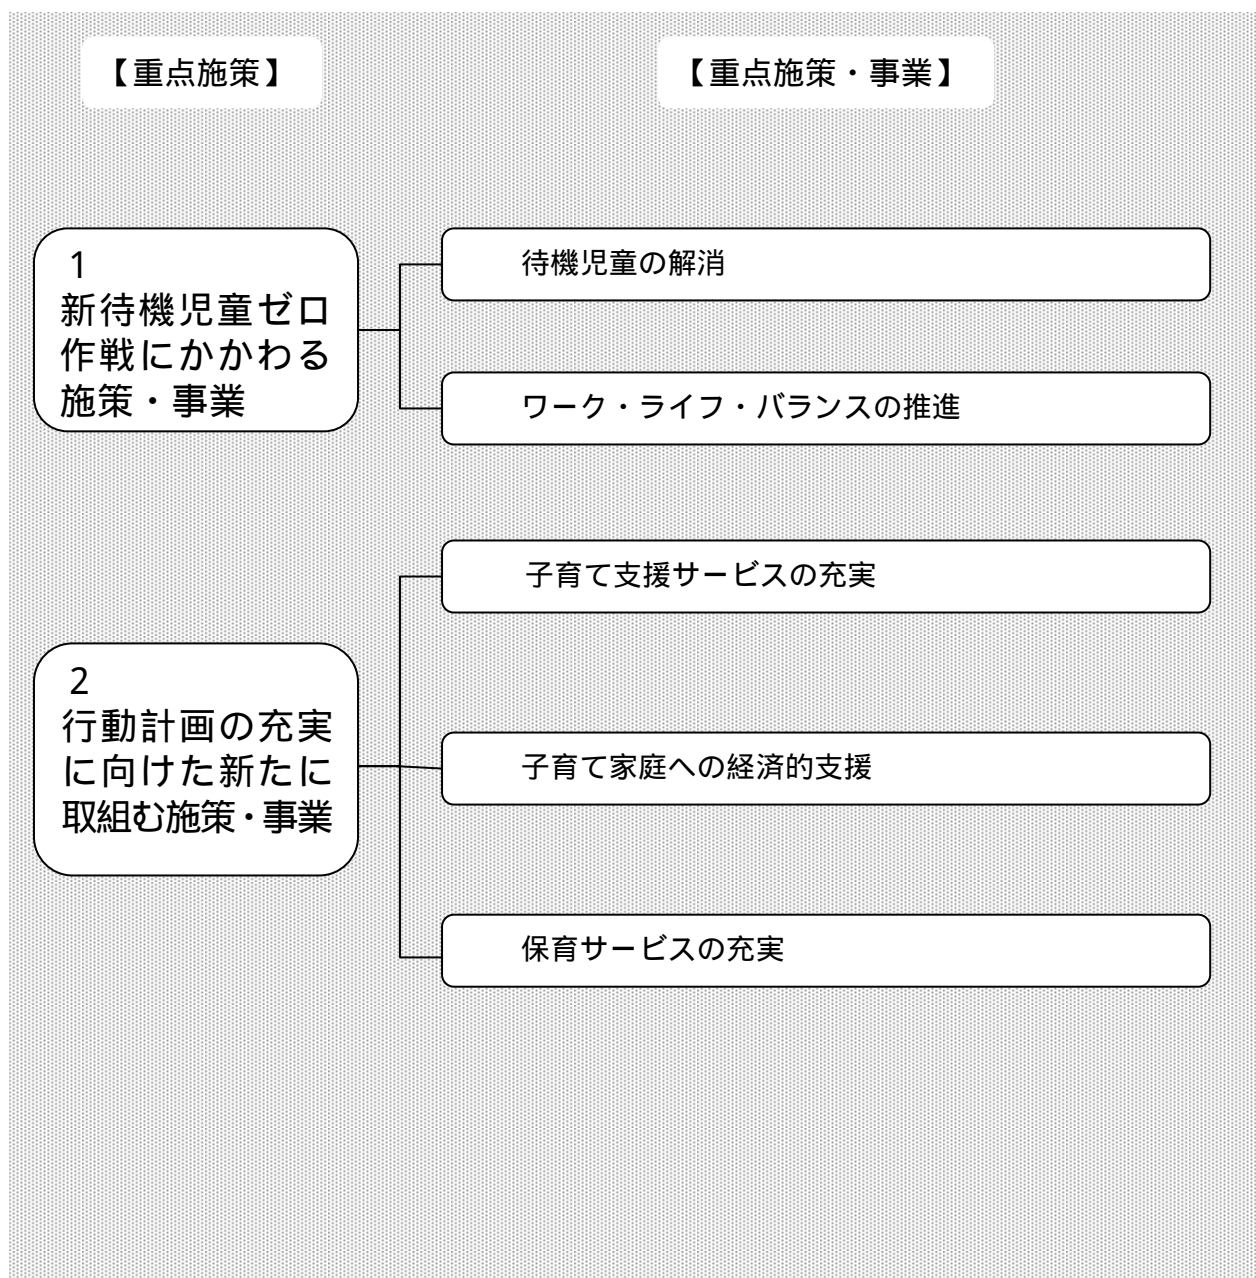 【重点施策】
【重点施策・事業】
1
新待機児童ゼロ
作戦にかかわる
施策・事業
待機児童の解消
ワーク・ライフ・バランスの推進
2
行動計画の充実
に向けた新たに
取組む施策・事業
子育て支援サービスの充実
子育て家庭への経済的支援
保育サービスの充実